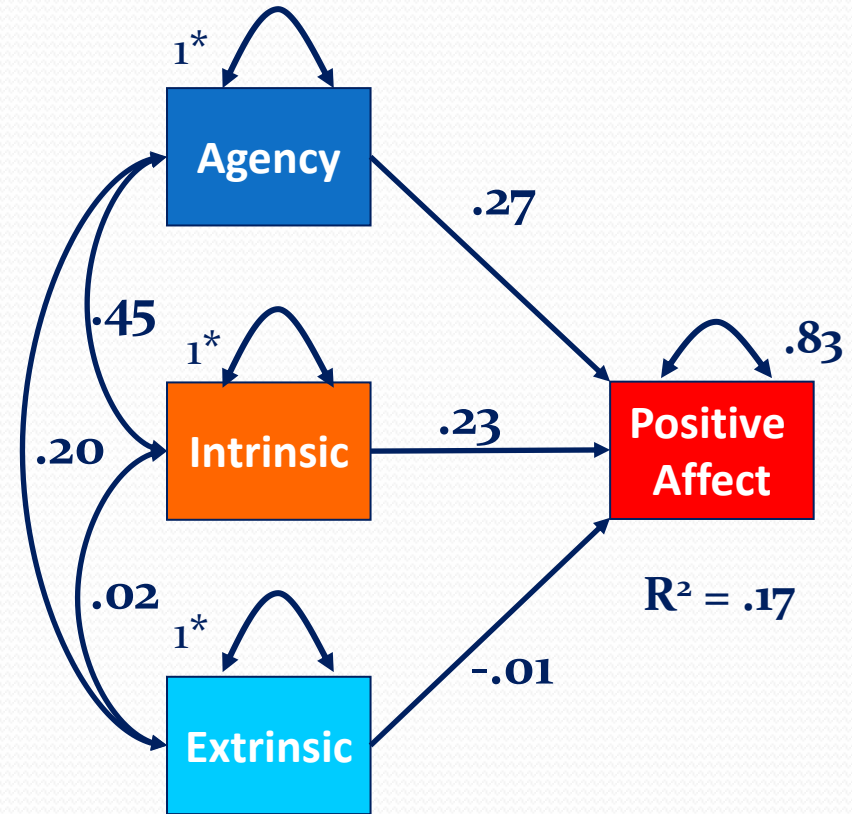 1*
Agency
.27
.45
1*
.83
Intrinsic
.23
Positive
Affect
.20
.02
1*
R² = .17
-.01
Extrinsic